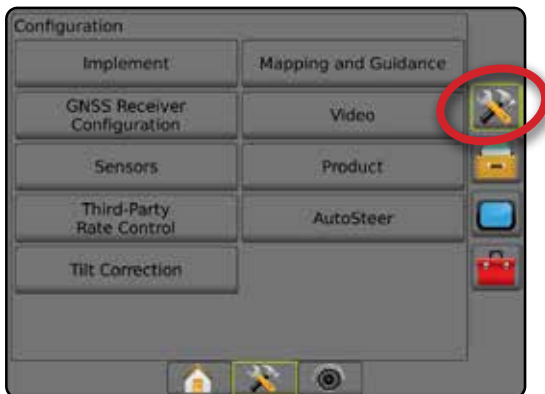 Configuration
Implement
Mapping and Guidance
GNSS Receiver
Configuration
Video
Sensors
Product
Third-Party
Rate Control
AutoSteer
Tilt Correction